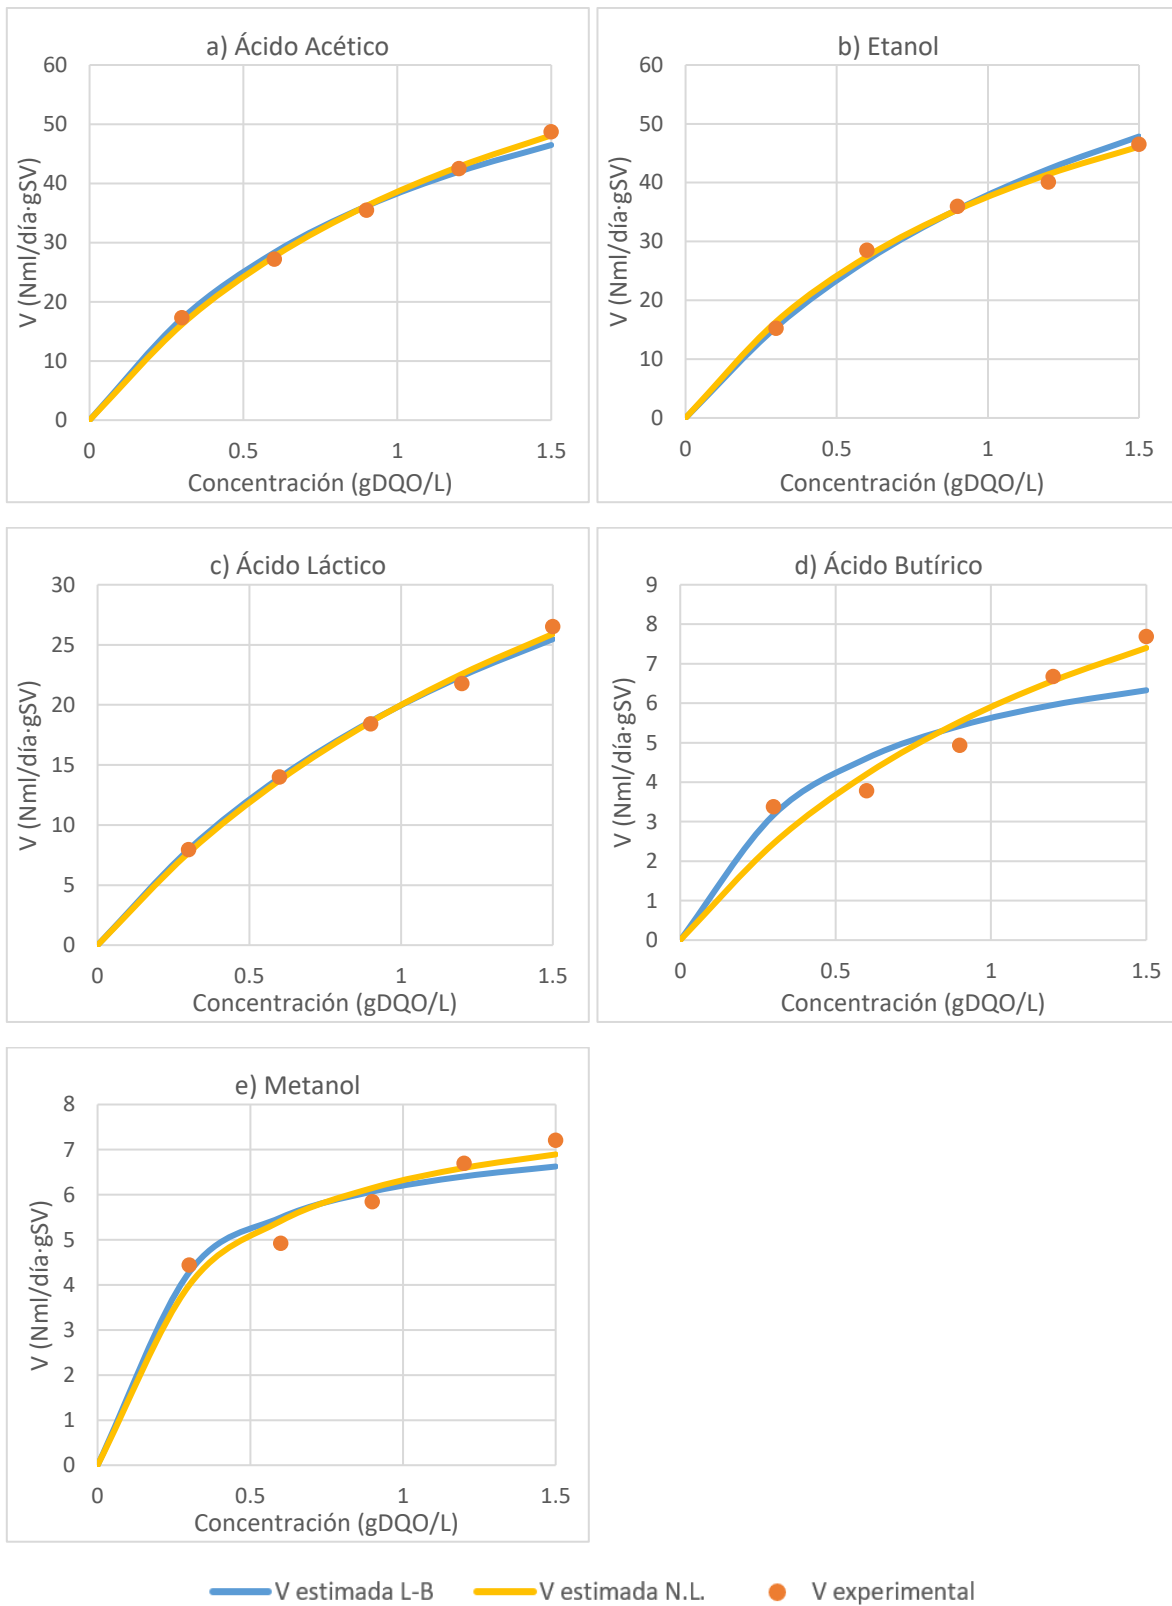 a) Ácido Acético
60
50
40
30
20
10
0
V (Nml/día·gSV)
0 0.5 1 1.5
Concentración (gDQO/L)
b) Etanol
60
50
40
30
20
10
0
V (Nml/día·gSV)
0 0.5 1 1.5
Concentración (gDQO/L)
c) Ácido Láctico
30
25
20
15
10
5
0
V (Nml/día·gSV)
0 0.5 1 1.5
Concentración (gDQO/L)
d) Ácido Butírico
9
8
7
6
5
4
3
2
1
0
V (Nml/día·gSV)
0 0.5 1 1.5
Concentración (gDQO/L)
e) Metanol
8
7
6
5
4
3
2
1
0
V (Nml/día·gSV)
0 0.5 1 1.5
Concentración (gDQO/L)
V estimada L-B V estimada N.L. V experimental